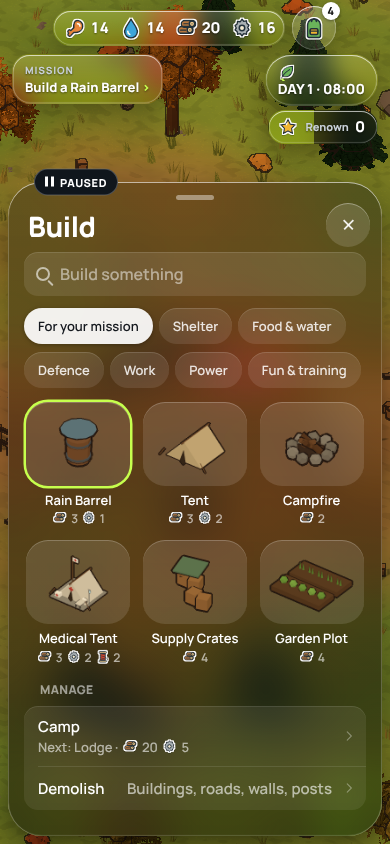 14 14 20 16 4
MISSION
Build a Rain Barrel ›
DAY 1 · 08:00
Renown 0
PAUSED
Build
Build something
For your mission Shelter Food & water
Defence Work Power Fun & training
Rain Barrel Tent Campfire
3 1 3 2 2
Medical Tent Supply Crates Garden Plot
3 2 2 4 4
MANAGE
Camp
Next: Lodge · 20 5
Demolish Buildings, roads, walls, posts